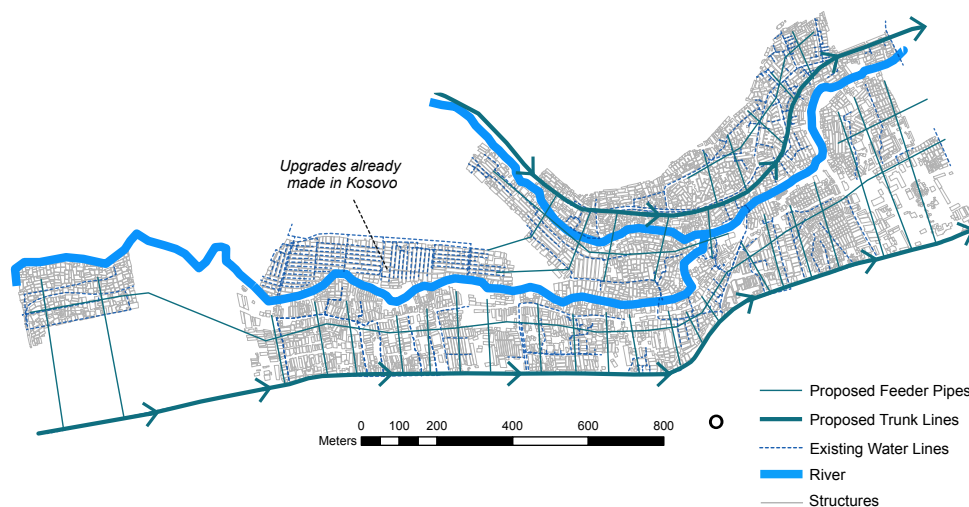 Upgrades already
made in Kosovo
Proposed Feeder Pipes
Proposed Trunk Lines
Existing Water Lines
River
Structures
0 100 200 400 600 800
Meters